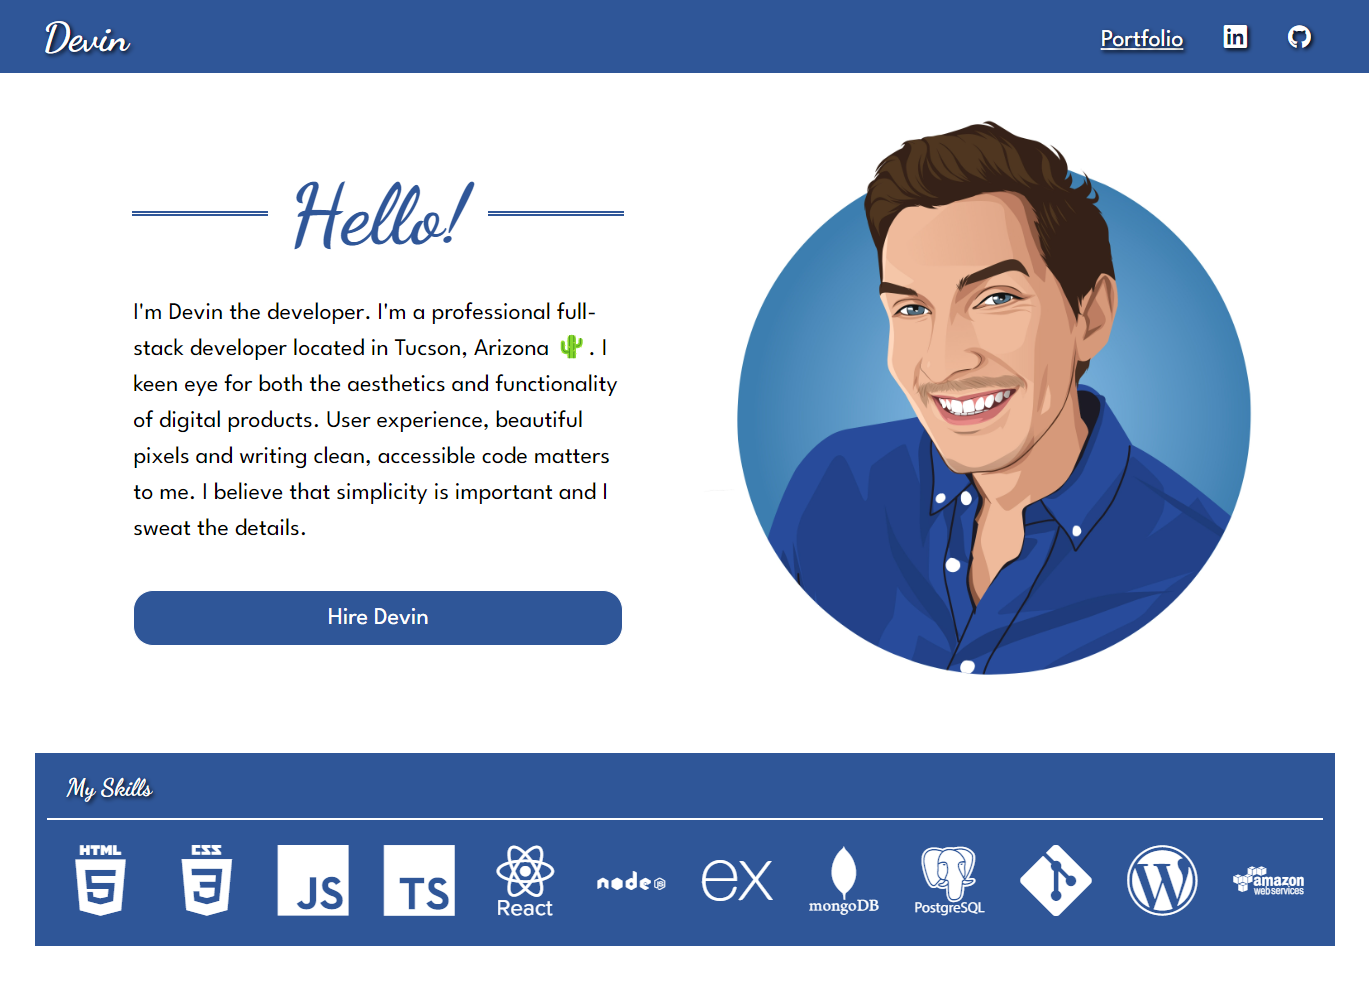 Devin
Portfolio
in
Hello!
I'm Devin the developer. I'm a professional full-
stack developer located in Tucson, Arizona 🌵. I
keen eye for both the aesthetics and functionality
of digital products. User experience, beautiful
pixels and writing clean, accessible code matters
to me. I believe that simplicity is important and I
sweat the details.
Hire Devin
My Skills
HTML 5
CSS 3
JS
TS
React
node JS
ex
mongoDB
PostgreSQL
W
amazon
web services